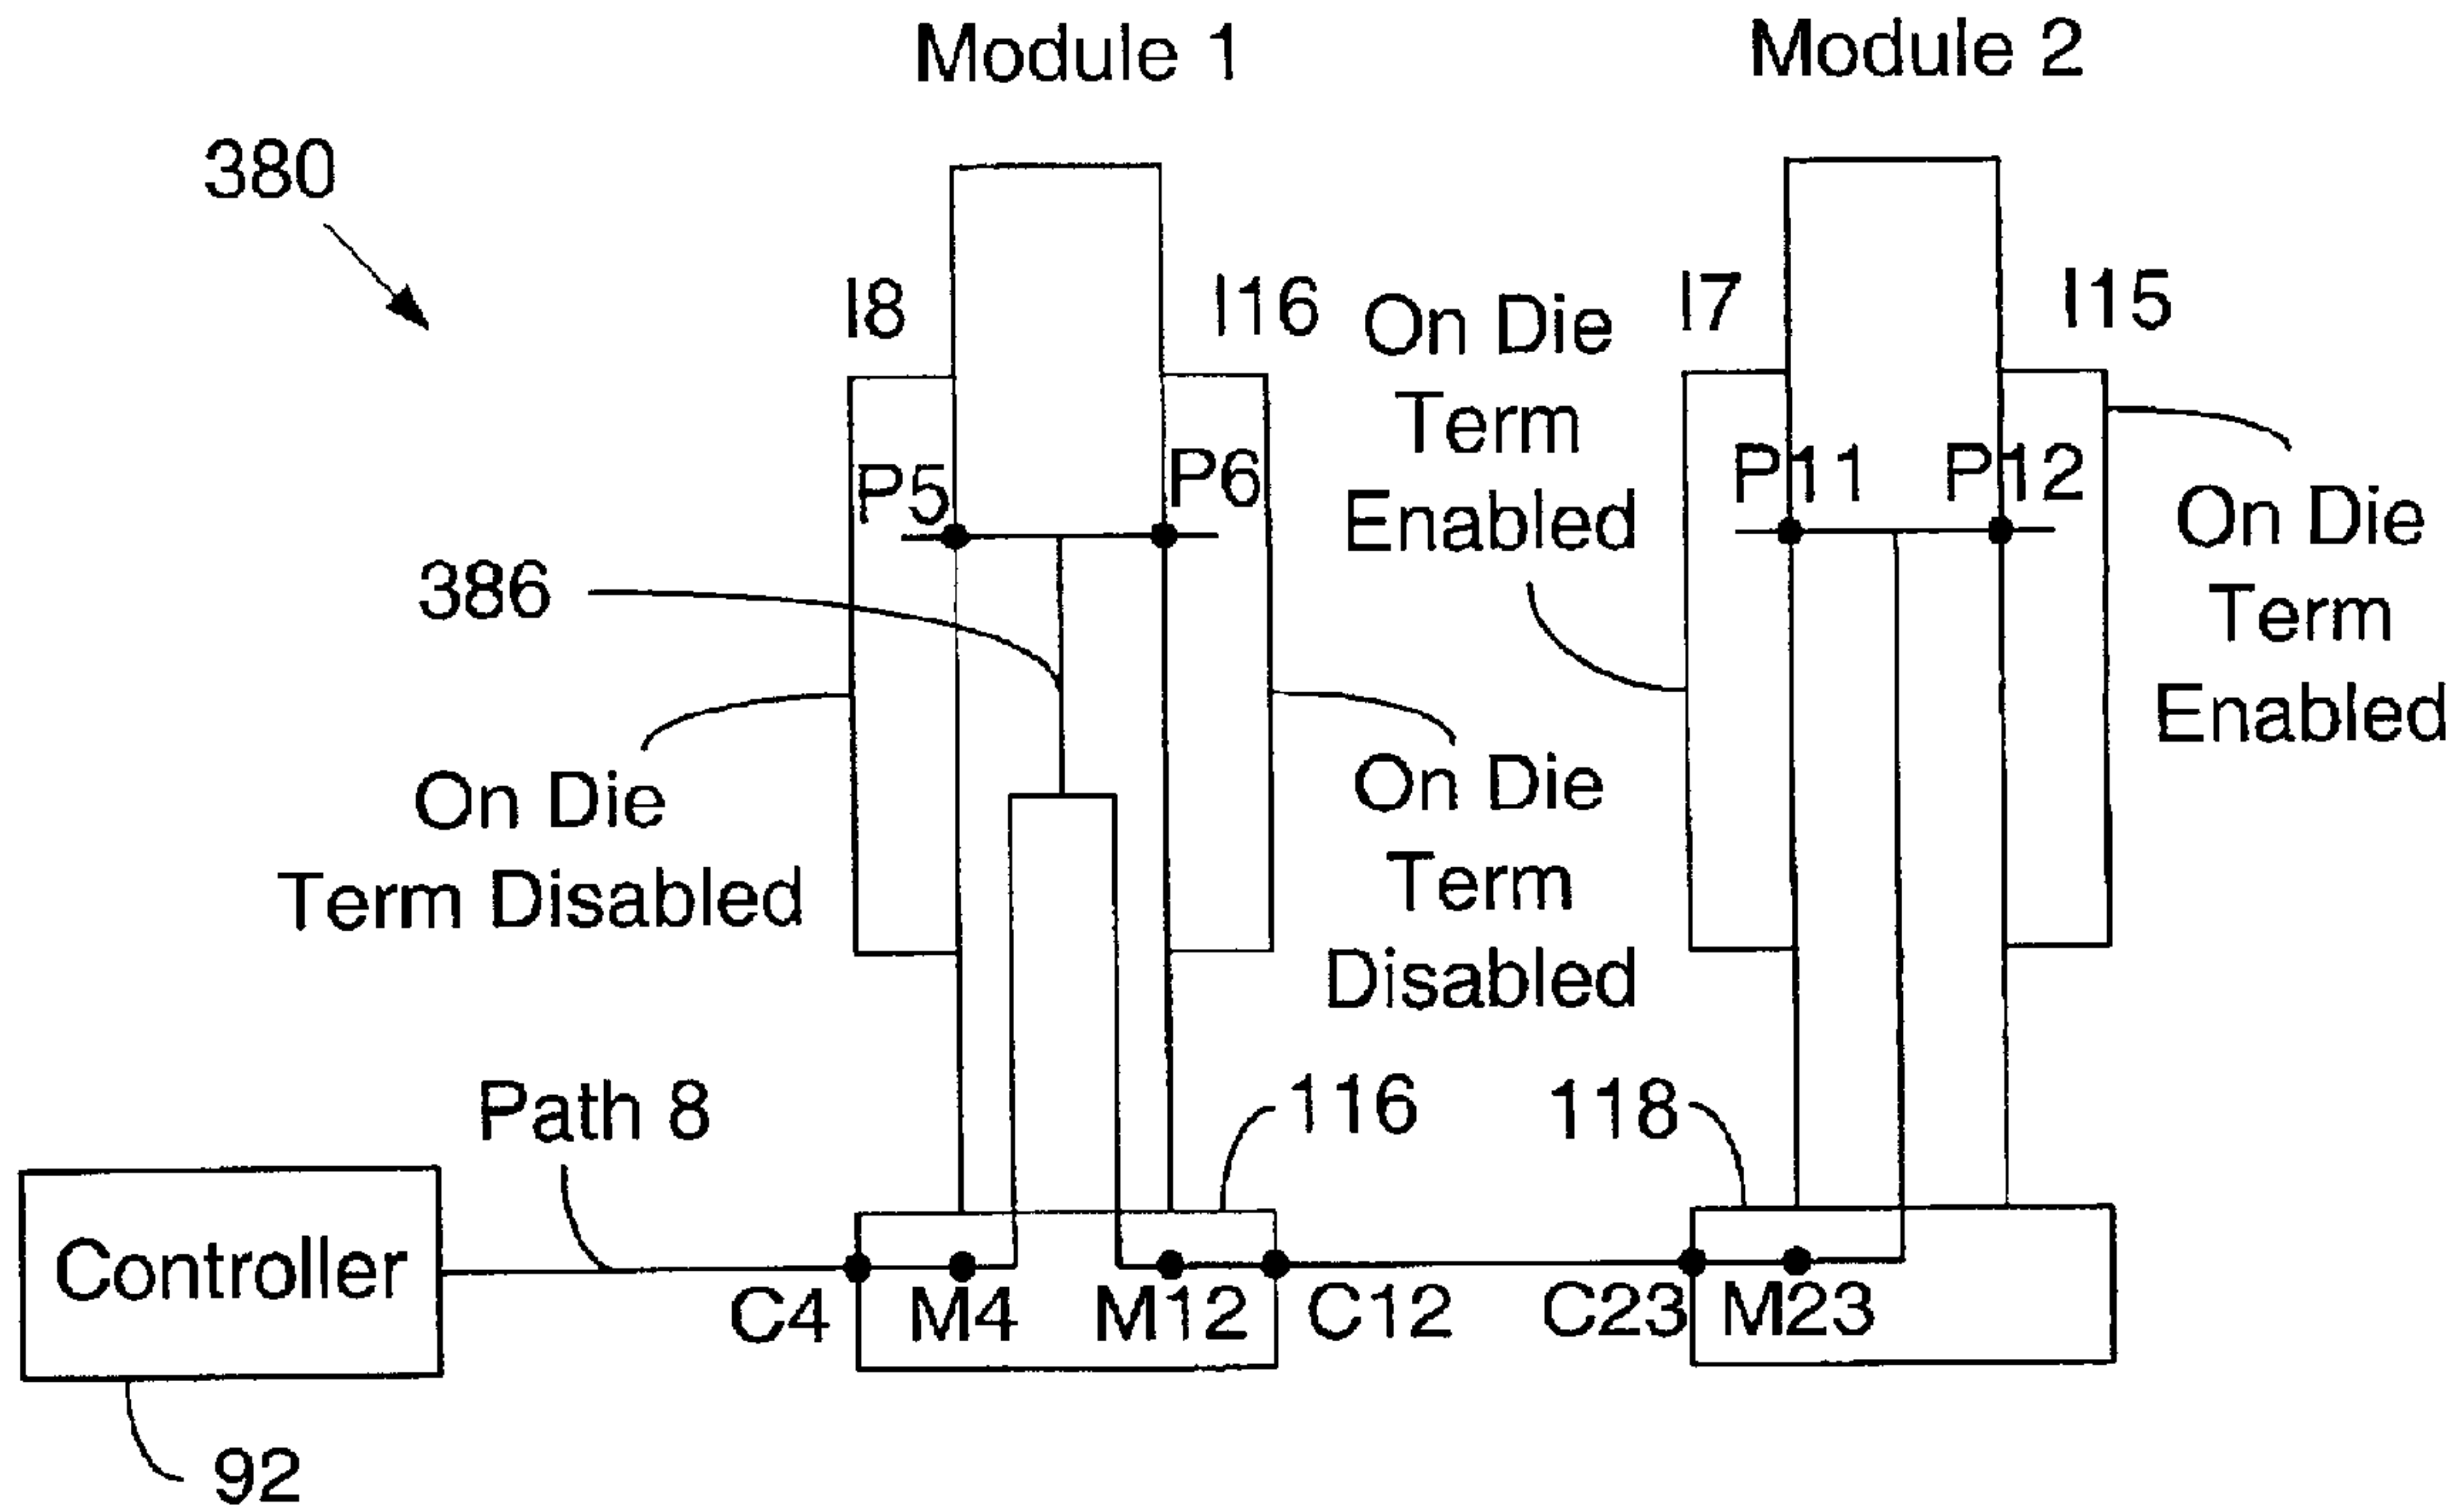 Module 1
Module 2
380
I8
I16
On Die
Term
Enabled
I7
I15
P5
P6
P11
P12
On Die
Term
Enabled
386
On Die
Term Disabled
On Die
Term
Disabled
Path 8
116
118
Controller
C4
M4
M12
C12
C23
M23
92